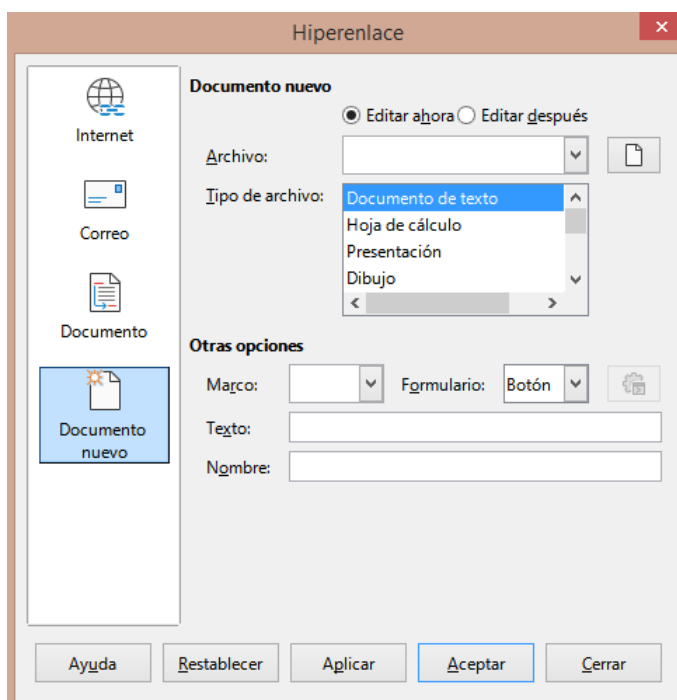 Hiperenlace
Internet
Correo
Documento
Documento
nuevo
Documento nuevo
Editar ahora Editar después
Archivo:
Tipo de archivo: Documento de texto
Hoja de cálculo
Presentación
Dibujo
Otras opciones
Marco: Formulario: Botón
Texto:
Nombre:
Ayuda Restablecer Aplicar Aceptar Cerrar